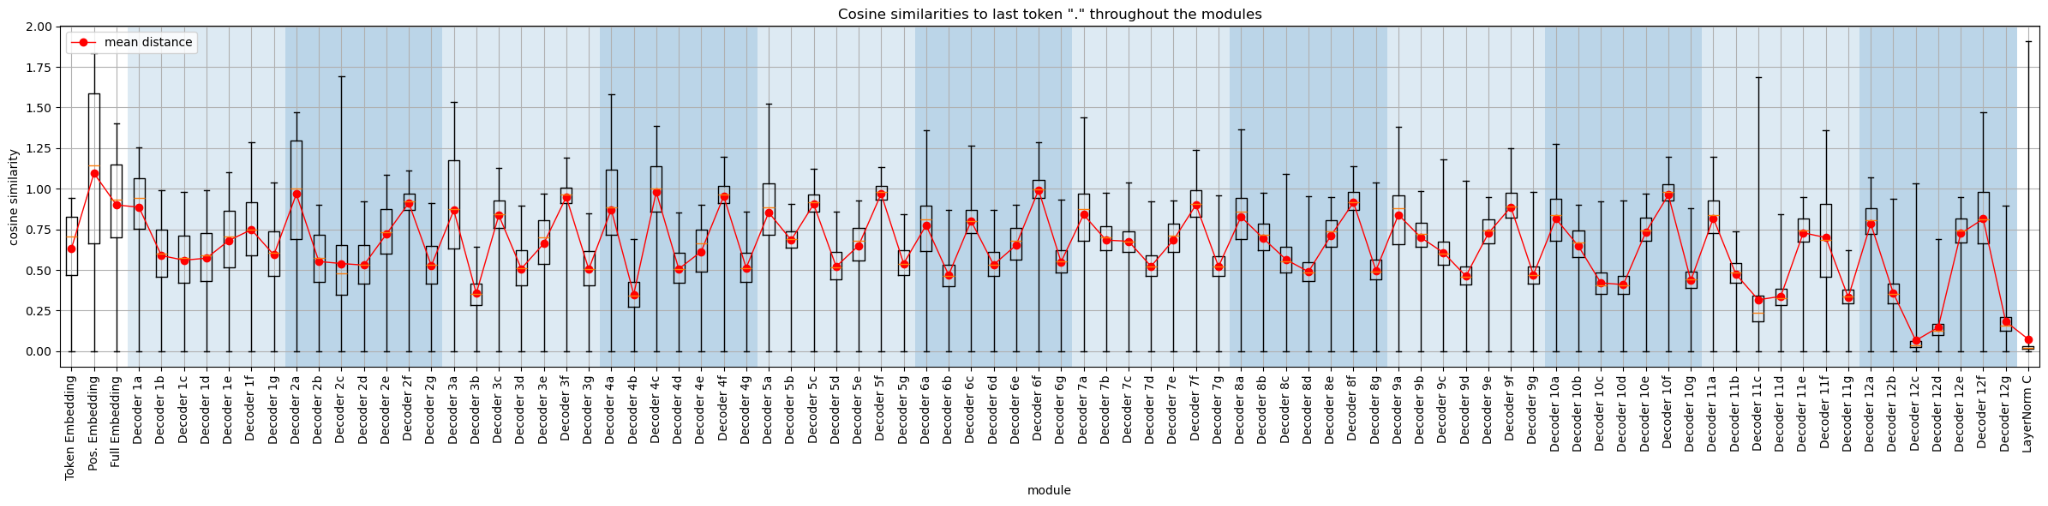 Cosine similarities to last token "." throughout the modules
mean distance
2.00
1.75
1.50
1.25
1.00
0.75
0.50
0.25
0.00
cosine similarity
Token Embedding
Pos. Embedding
Full Embedding
Decoder 1a
Decoder 1b
Decoder 1c
Decoder 1d
Decoder 1e
Decoder 1f
Decoder 1g
Decoder 2a
Decoder 2b
Decoder 2c
Decoder 2d
Decoder 2e
Decoder 2f
Decoder 2g
Decoder 3a
Decoder 3b
Decoder 3c
Decoder 3d
Decoder 3e
Decoder 3f
Decoder 3g
Decoder 4a
Decoder 4b
Decoder 4c
Decoder 4d
Decoder 4e
Decoder 4f
Decoder 4g
Decoder 5a
Decoder 5b
Decoder 5c
Decoder 5d
Decoder 5e
Decoder 5f
Decoder 5g
Decoder 6a
Decoder 6b
Decoder 6c
Decoder 6d
Decoder 6e
Decoder 6f
Decoder 6g
Decoder 7a
Decoder 7b
Decoder 7c
Decoder 7d
Decoder 7e
Decoder 7f
Decoder 7g
Decoder 8a
Decoder 8b
Decoder 8c
Decoder 8d
Decoder 8e
Decoder 8f
Decoder 8g
Decoder 9a
Decoder 9b
Decoder 9c
Decoder 9d
Decoder 9e
Decoder 9f
Decoder 9g
Decoder 10a
Decoder 10b
Decoder 10c
Decoder 10d
Decoder 10e
Decoder 10f
Decoder 10g
Decoder 11a
Decoder 11b
Decoder 11c
Decoder 11d
Decoder 11e
Decoder 11f
Decoder 11g
Decoder 12a
Decoder 12b
Decoder 12c
Decoder 12d
Decoder 12e
Decoder 12f
Decoder 12g
LayerNorm C
module